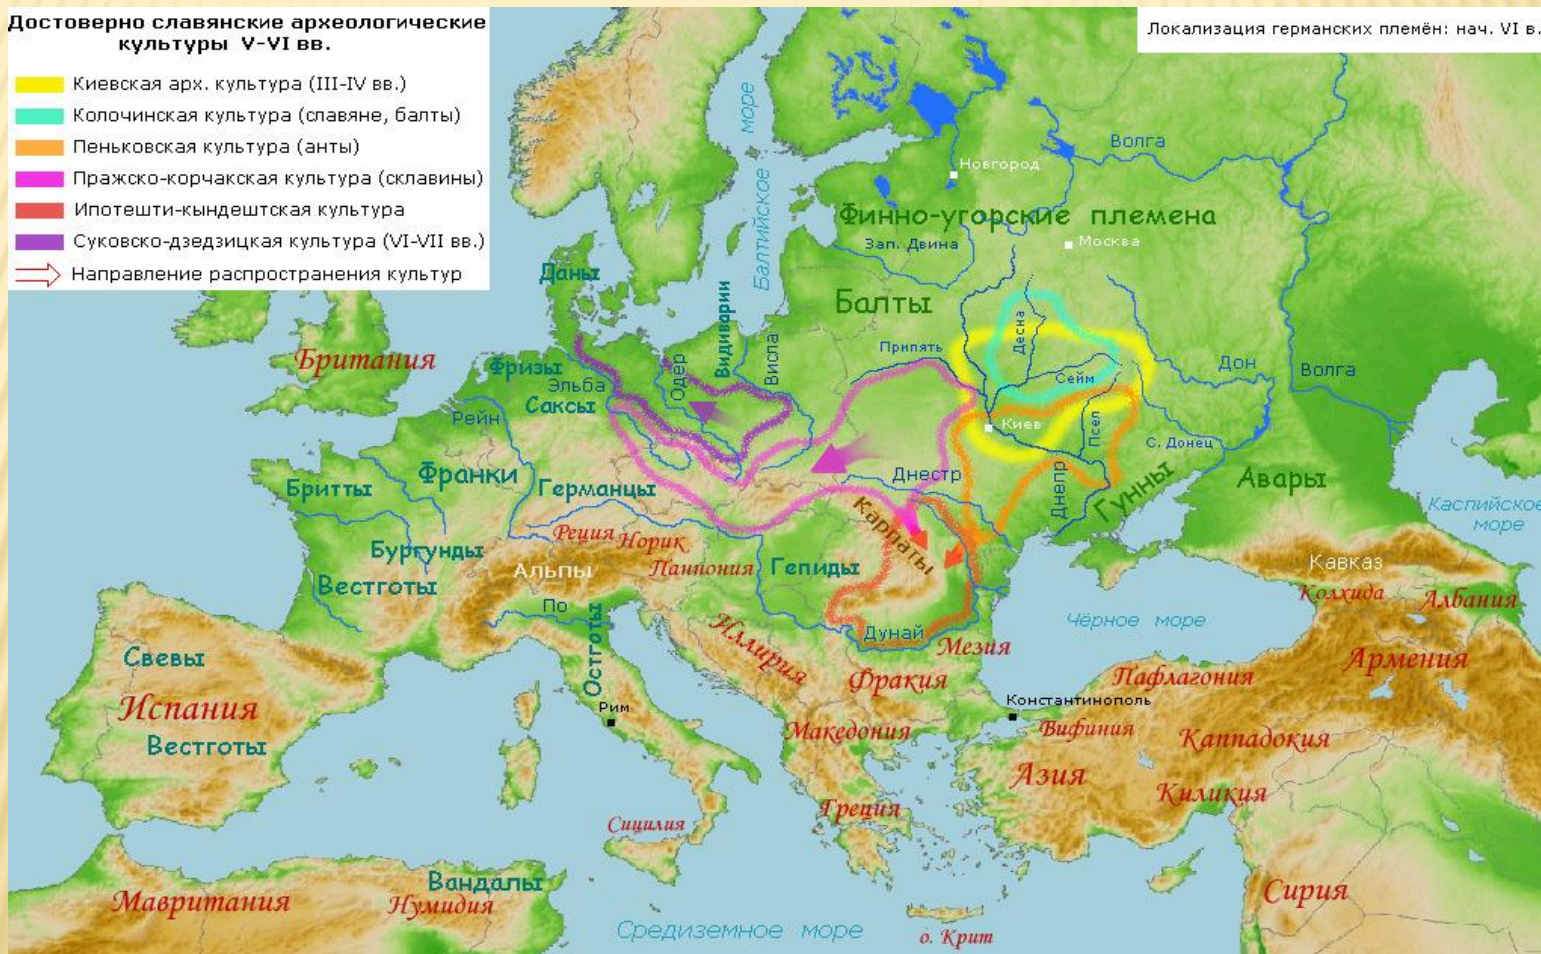 Достоверно славянские археологические
культуры V-VI вв.
Киевская арх. культура (III-IV вв.)
Колочинская культура (славяне, балты)
Пеньковская культура (анты)
Пражско-корчакская культура (склавины)
Ипотешти-кындештская культура
Суковско-дзедзицкая культура (VI-VII вв.)
Направление распространения культур
Локализация германских племён: нач. VI в.
Балтийское море
Волга
Новгород
Финно-угорские племена
Зап. Двина
Москва
Даны
Балты
Видиварии
Висла
Одер
Десна
Припять
Британия
Фризы
Эльба
Саксы
Сейм
Дон
Волга
Рейн
Киев
Псел
С. Донец
Франки
Бритты
Германцы
Днестр
Днепр
Гунны
Авары
Каспийское
море
Карпаты
Реция
Норик
Бургунды
Паннония
Гепиды
Альпы
Вестготы
Кавказ
Колхида
Албания
По
Остготы
Иллирия
Дунай
Мезия
Чёрное море
Свевы
Фракия
Армения
Пафлагония
Испания
Рим
Константинополь
Вестготы
Македония
Вифиния
Каппадокия
Азия
Киликия
Греция
Сицилия
Вандалы
Мавритания
Нумидия
Сирия
Средиземное море
о. Крит